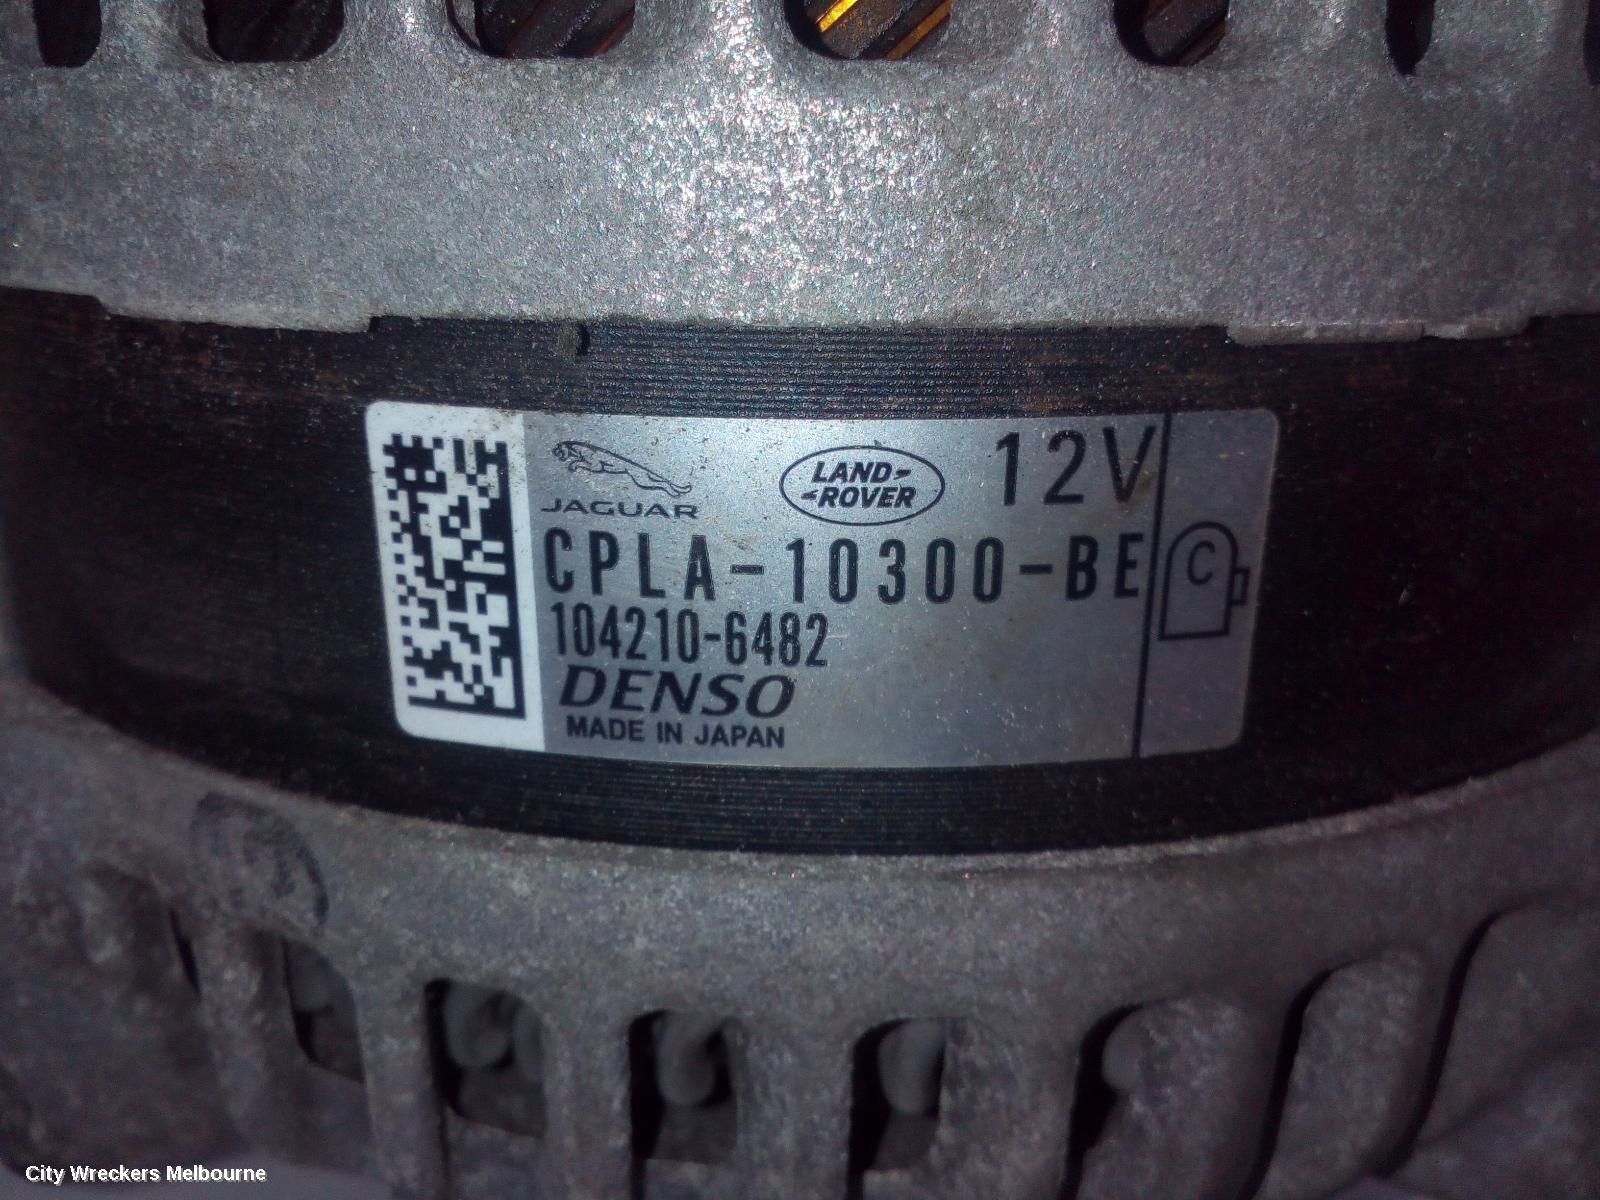 JAGUAR
LAND-
-ROVER
12V
CPLA-10300-BE
C
104210-6482
DENSO
MADE IN JAPAN
City Wreckers Melbourne